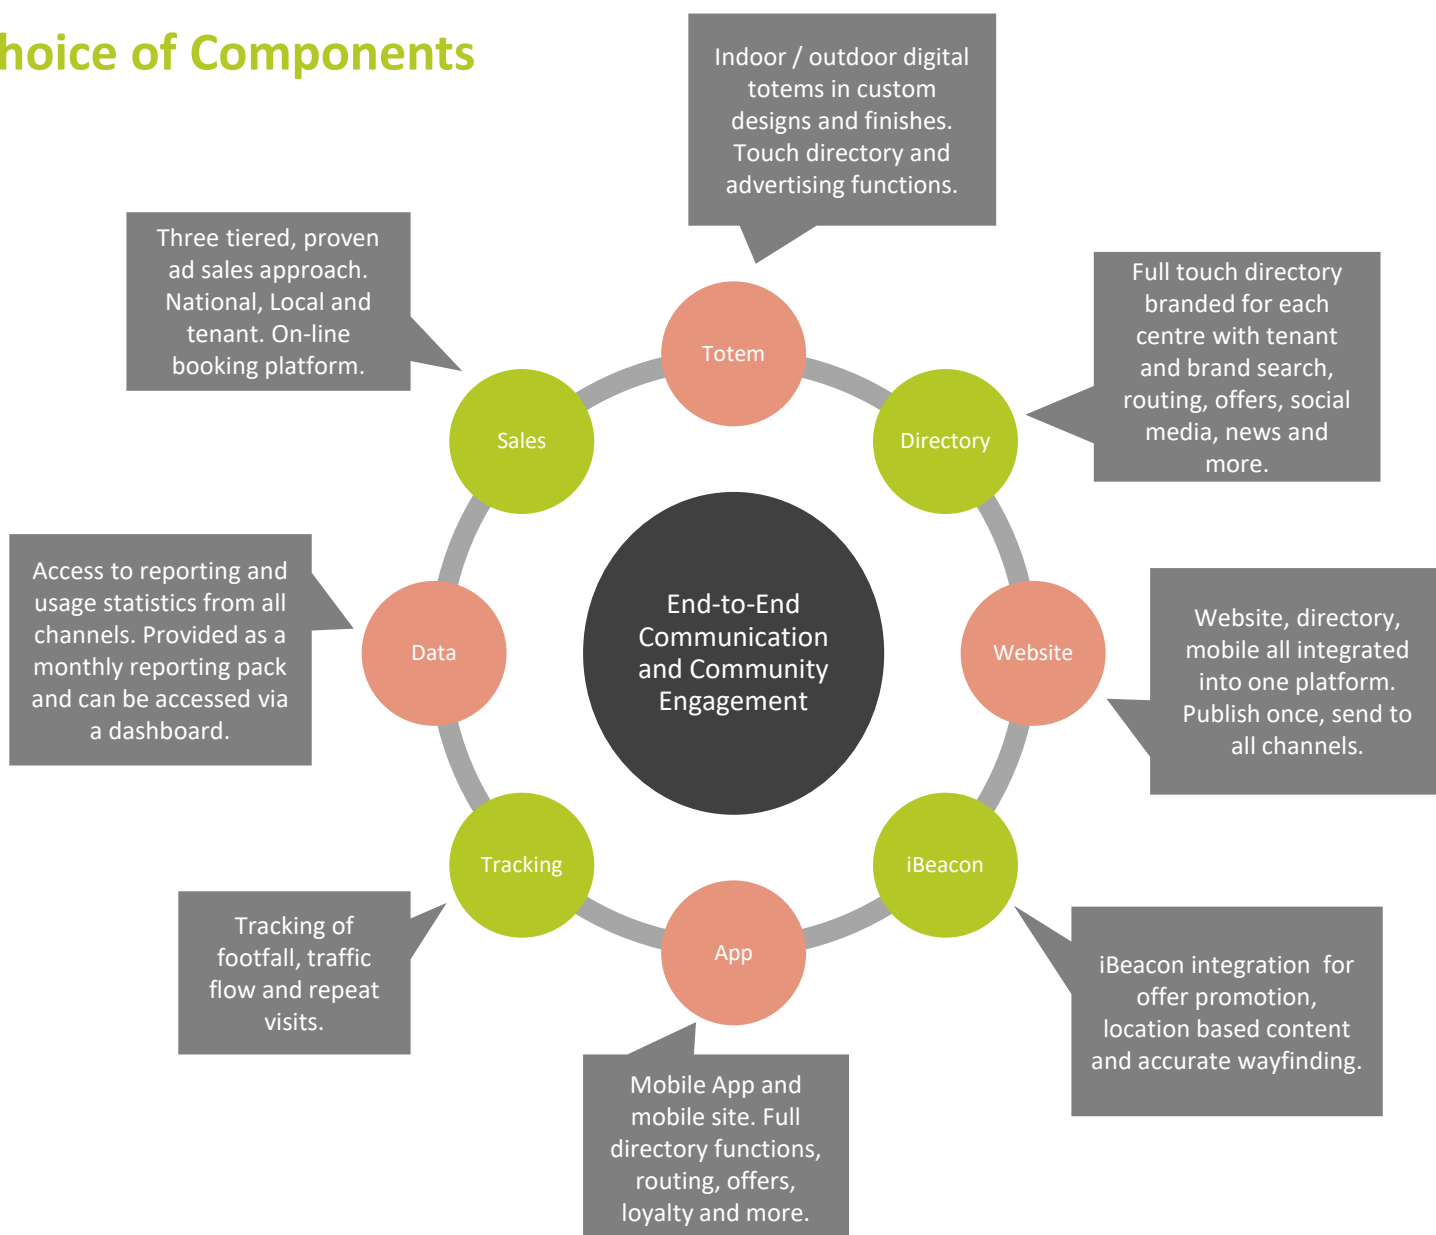 hoice of Components
Indoor / outdoor digital
totems in custom
designs and finishes.
Touch directory and
advertising functions.
Three tiered, proven
ad sales approach.
National, Local and
tenant. On-line
booking platform.
Full touch directory
branded for each
centre with tenant
and brand search,
routing, offers, social
media, news and
more.
Totem
Sales
Directory
Access to reporting and
usage statistics from all
channels. Provided as a
monthly reporting pack
and can be accessed via
a dashboard.
Data
End-to-End
Communication
and Community
Engagement
Website
Website, directory,
mobile all integrated
into one platform.
Publish once, send to
all channels.
Tracking
iBeacon
App
Tracking of
footfall, traffic
flow and repeat
visits.
iBeacon integration  for
offer promotion,
location based content
and accurate wayfinding.
Mobile App and
mobile site. Full
directory functions,
routing, offers,
loyalty and more.